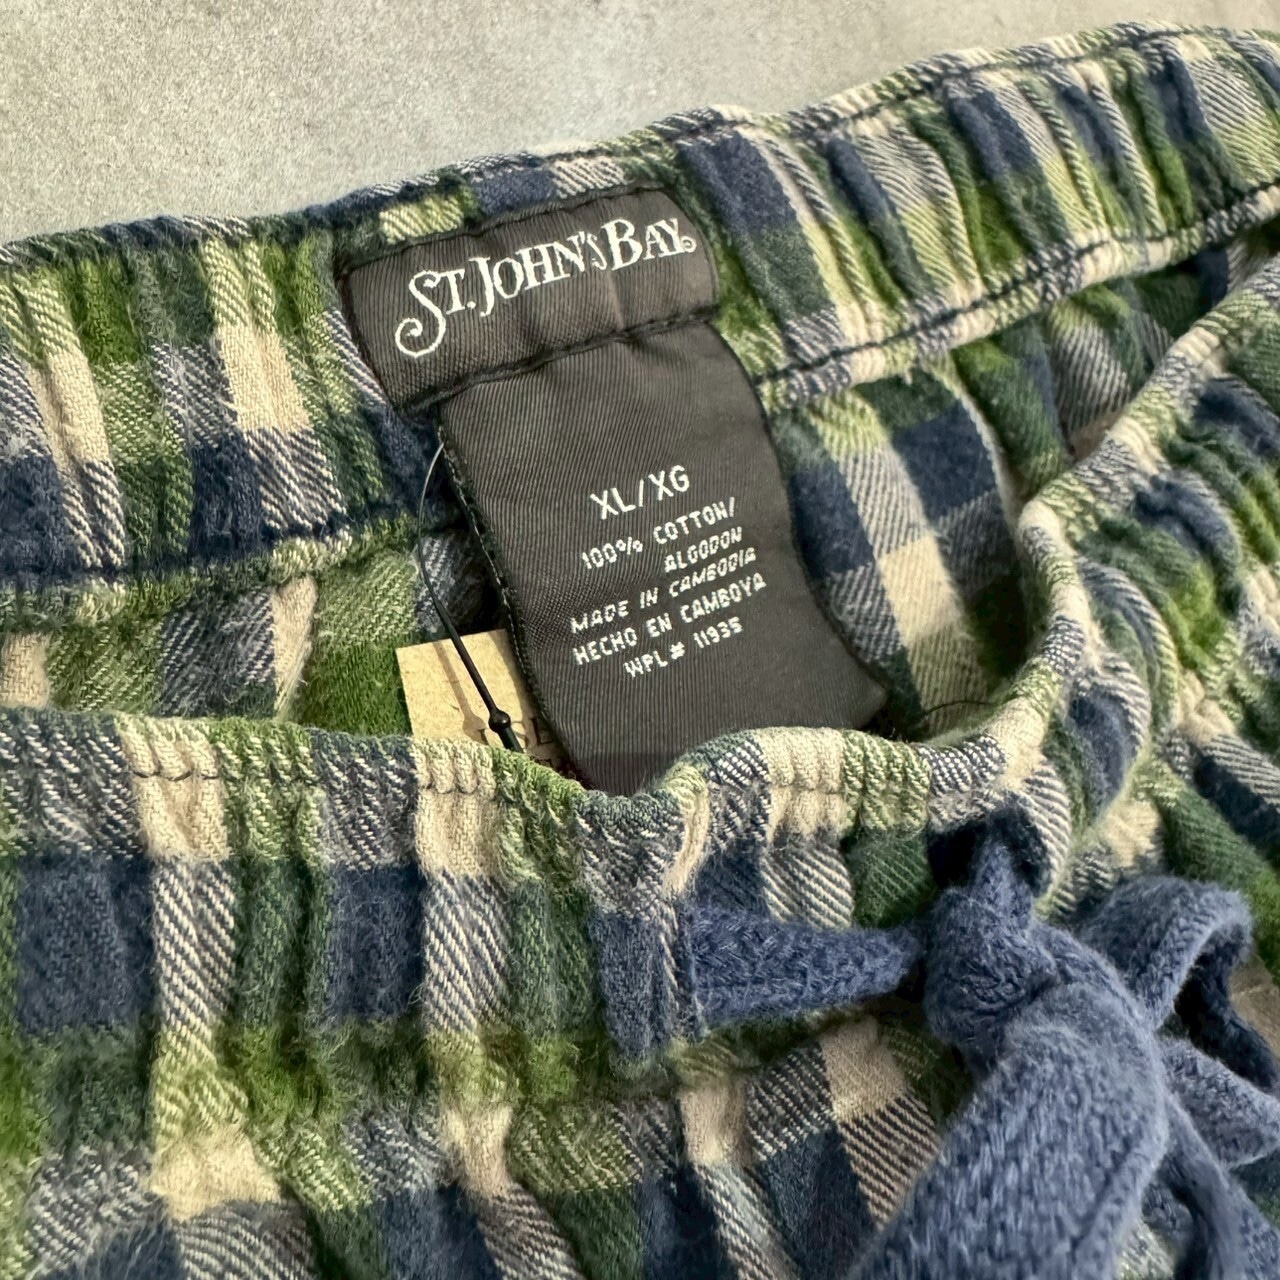 ST. JOHN'S BAY
XL/XG
100% COTTON/
ALGODON
MADE IN CAMBODIA
HECHO EN CAMBOYA
WPL# 11935